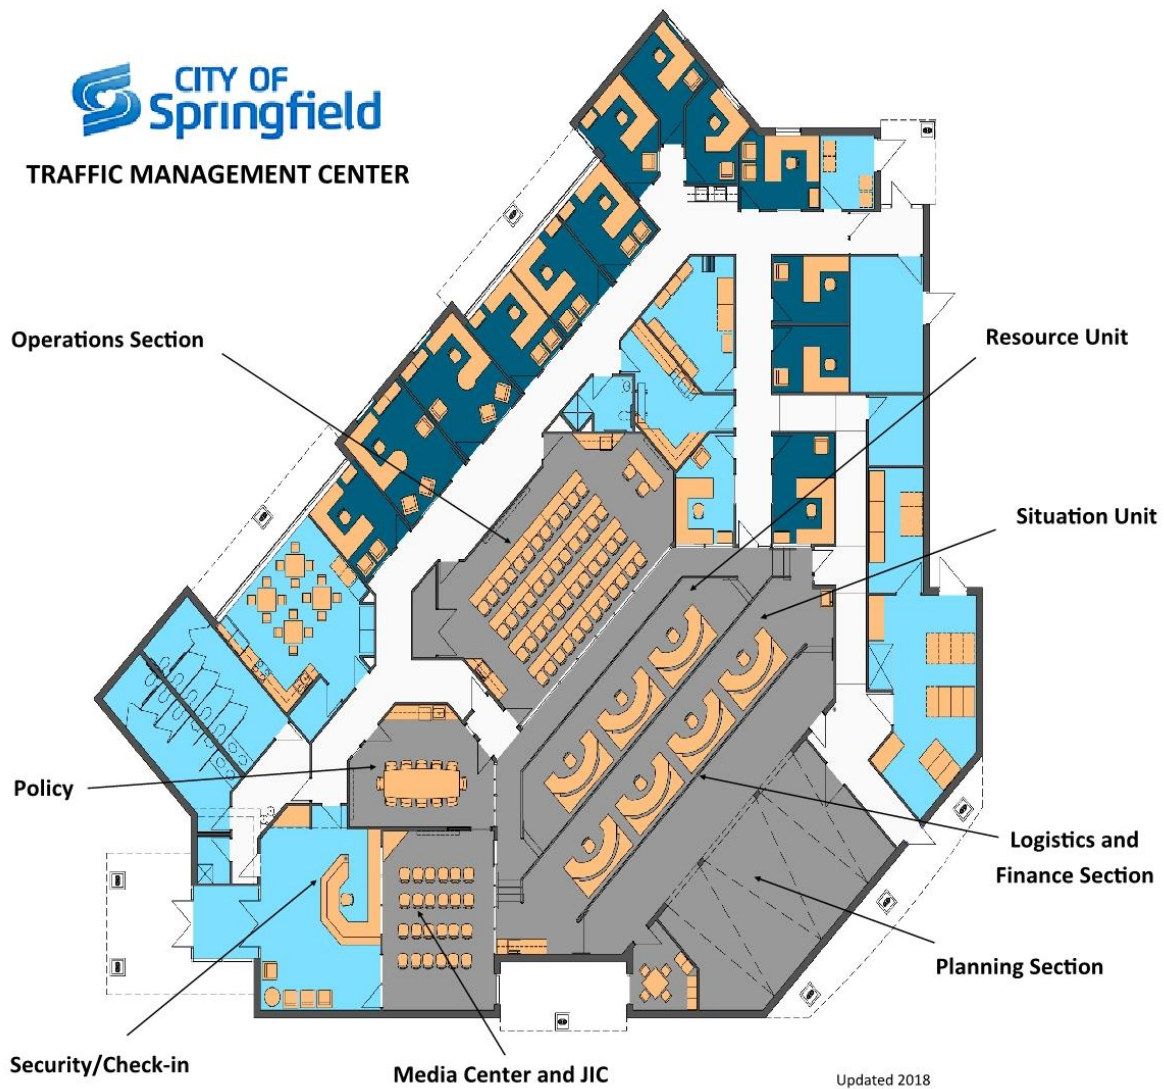 CITY OF
Springfield
TRAFFIC MANAGEMENT CENTER
Operations Section
Resource Unit
Situation Unit
Policy
Logistics and
Finance Section
Planning Section
Security/Check-in
Media Center and JIC
Updated 2018